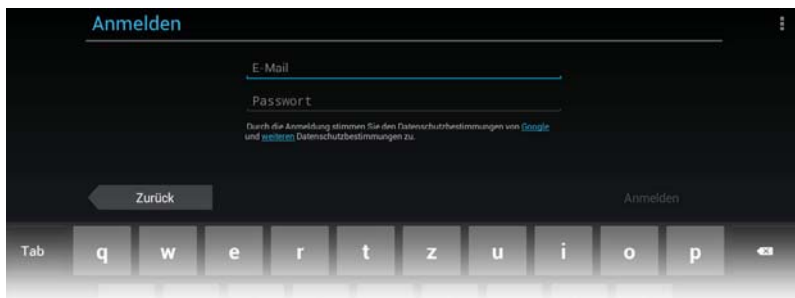 Anmelden
E-Mail
Passwort
Durch die Anmeldung stimmen Sie den Datenschutzbestimmungen von Google
und weiteren Datenschutzbestimmungen zu.
Zurück Anmelden
Tab q w e r t z u i o p